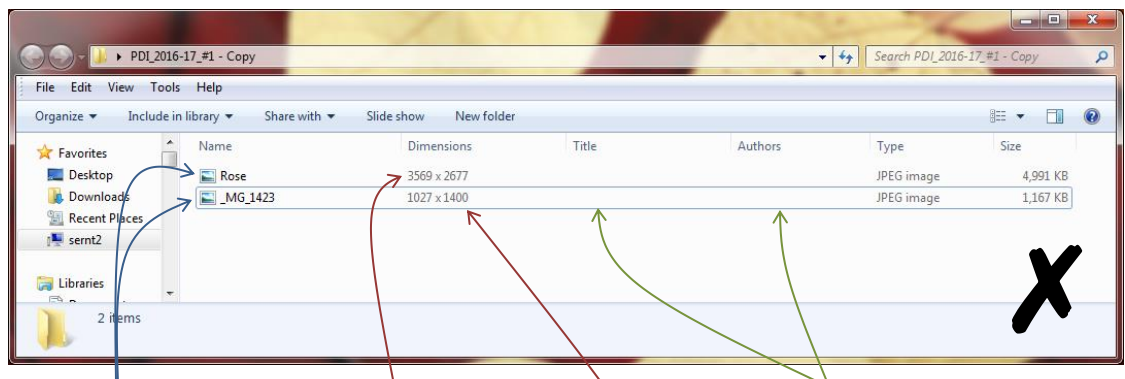 PDI_2016-17_#1 - Copy
Search PDI_2016-17_#1 - Copy
File Edit View Tools Help
Organize Include in library Share with Slide show New folder
Name Dimensions Title Authors Type Size
Favorites
Desktop
Downloads
Recent Places
sernt2
Libraries
Rose 3569 x 2677 JPEG image 4,991 KB
_MG_1423 1027 x 1400 JPEG image 1,167 KB
2 items